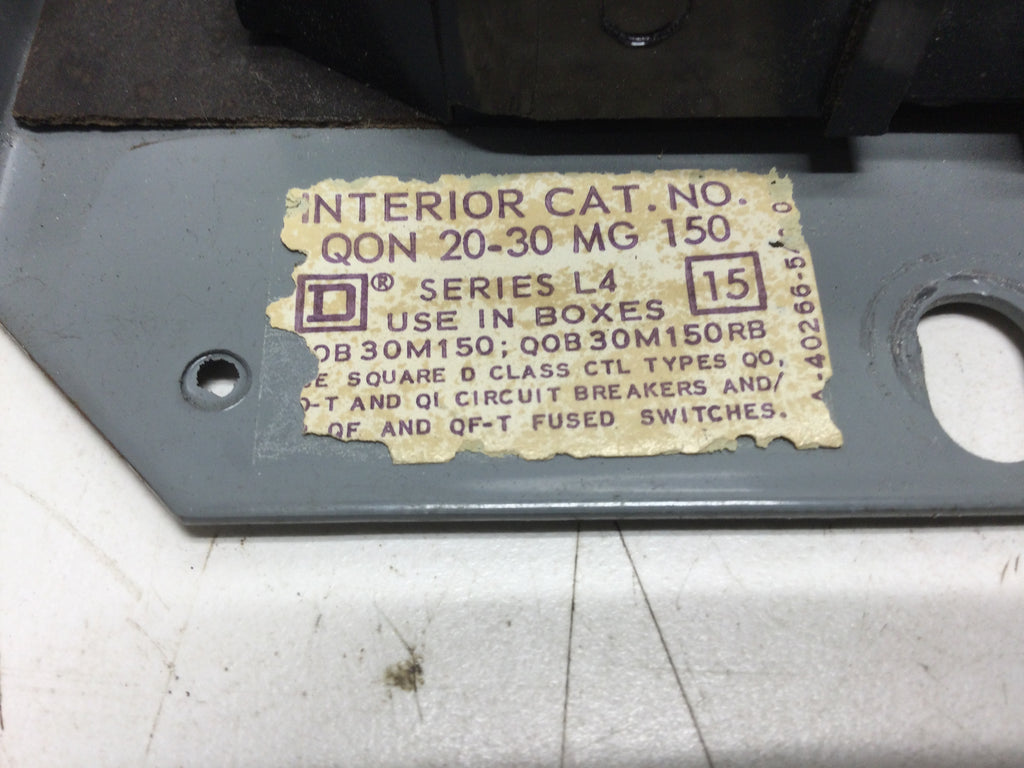 INTERIOR CAT. NO.
QON 20-30 MG 150
D® SERIES L4 15
USE IN BOXES
QOB30M150; QOB30M150RB
E SQUARE D CLASS CTL TYPES QO,
-T AND QI CIRCUIT BREAKERS AND/
QF AND QF-T FUSED SWITCHES.
-40266-5